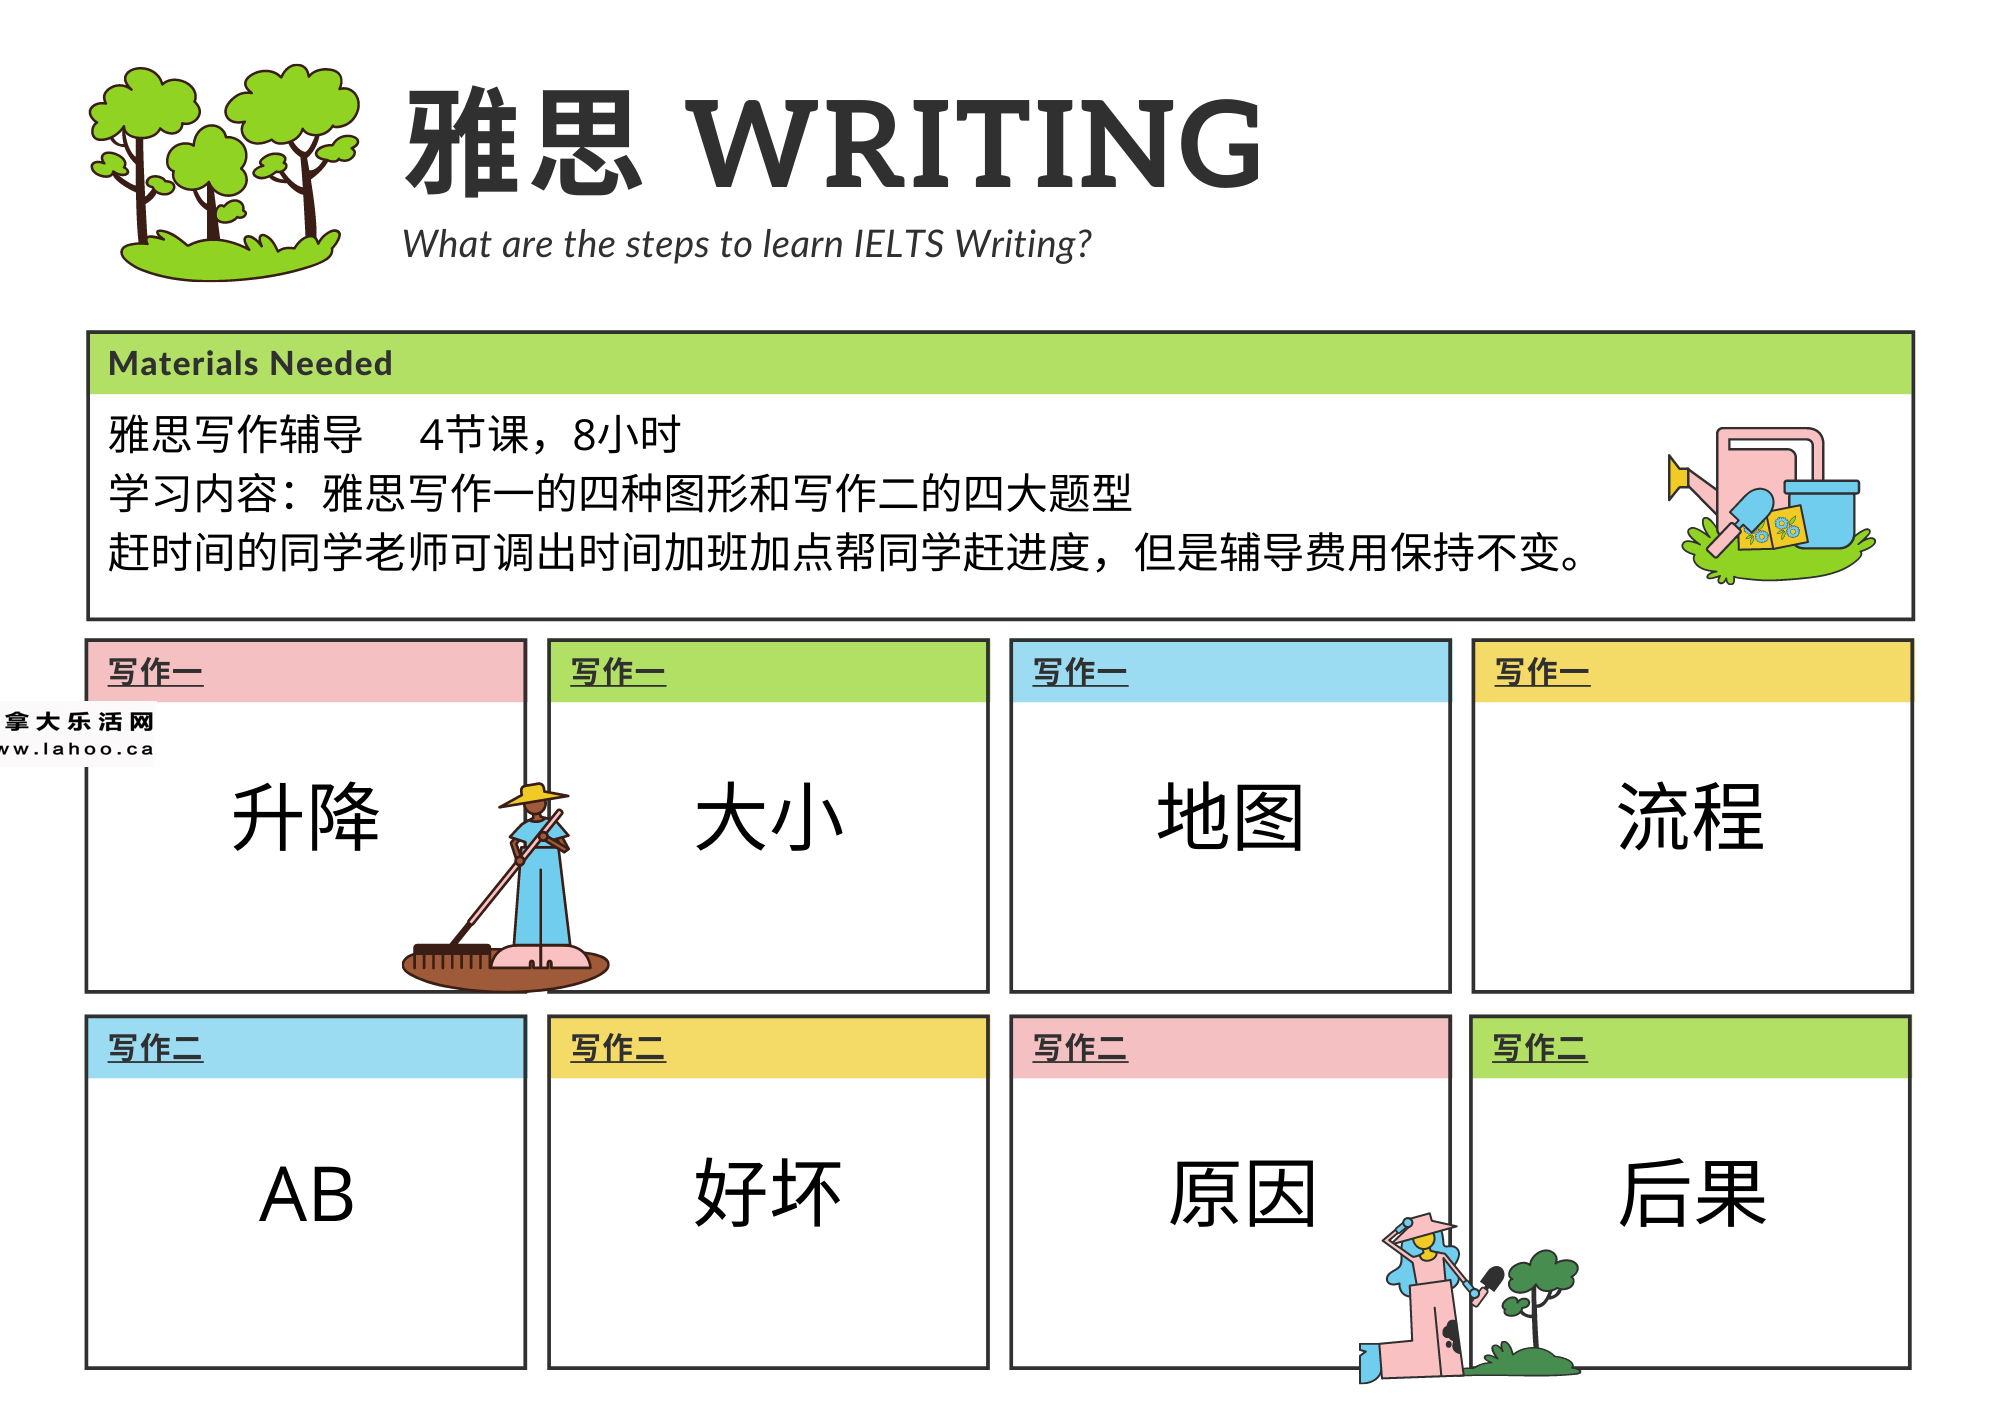 雅思 WRITING
What are the steps to learn IELTS Writing?
Materials Needed
雅思写作辅导 4节课，8小时
学习内容：雅思写作一的四种图形和写作二的四大题型
赶时间的同学老师可调出时间加班加点帮同学赶进度，但是辅导费用保持不变。
写作一
写作一
写作一
写作一
拿大乐活网
ww.lahoo.ca
升降
大小
地图
流程
写作二
写作二
写作二
写作二
AB
好坏
原因
后果